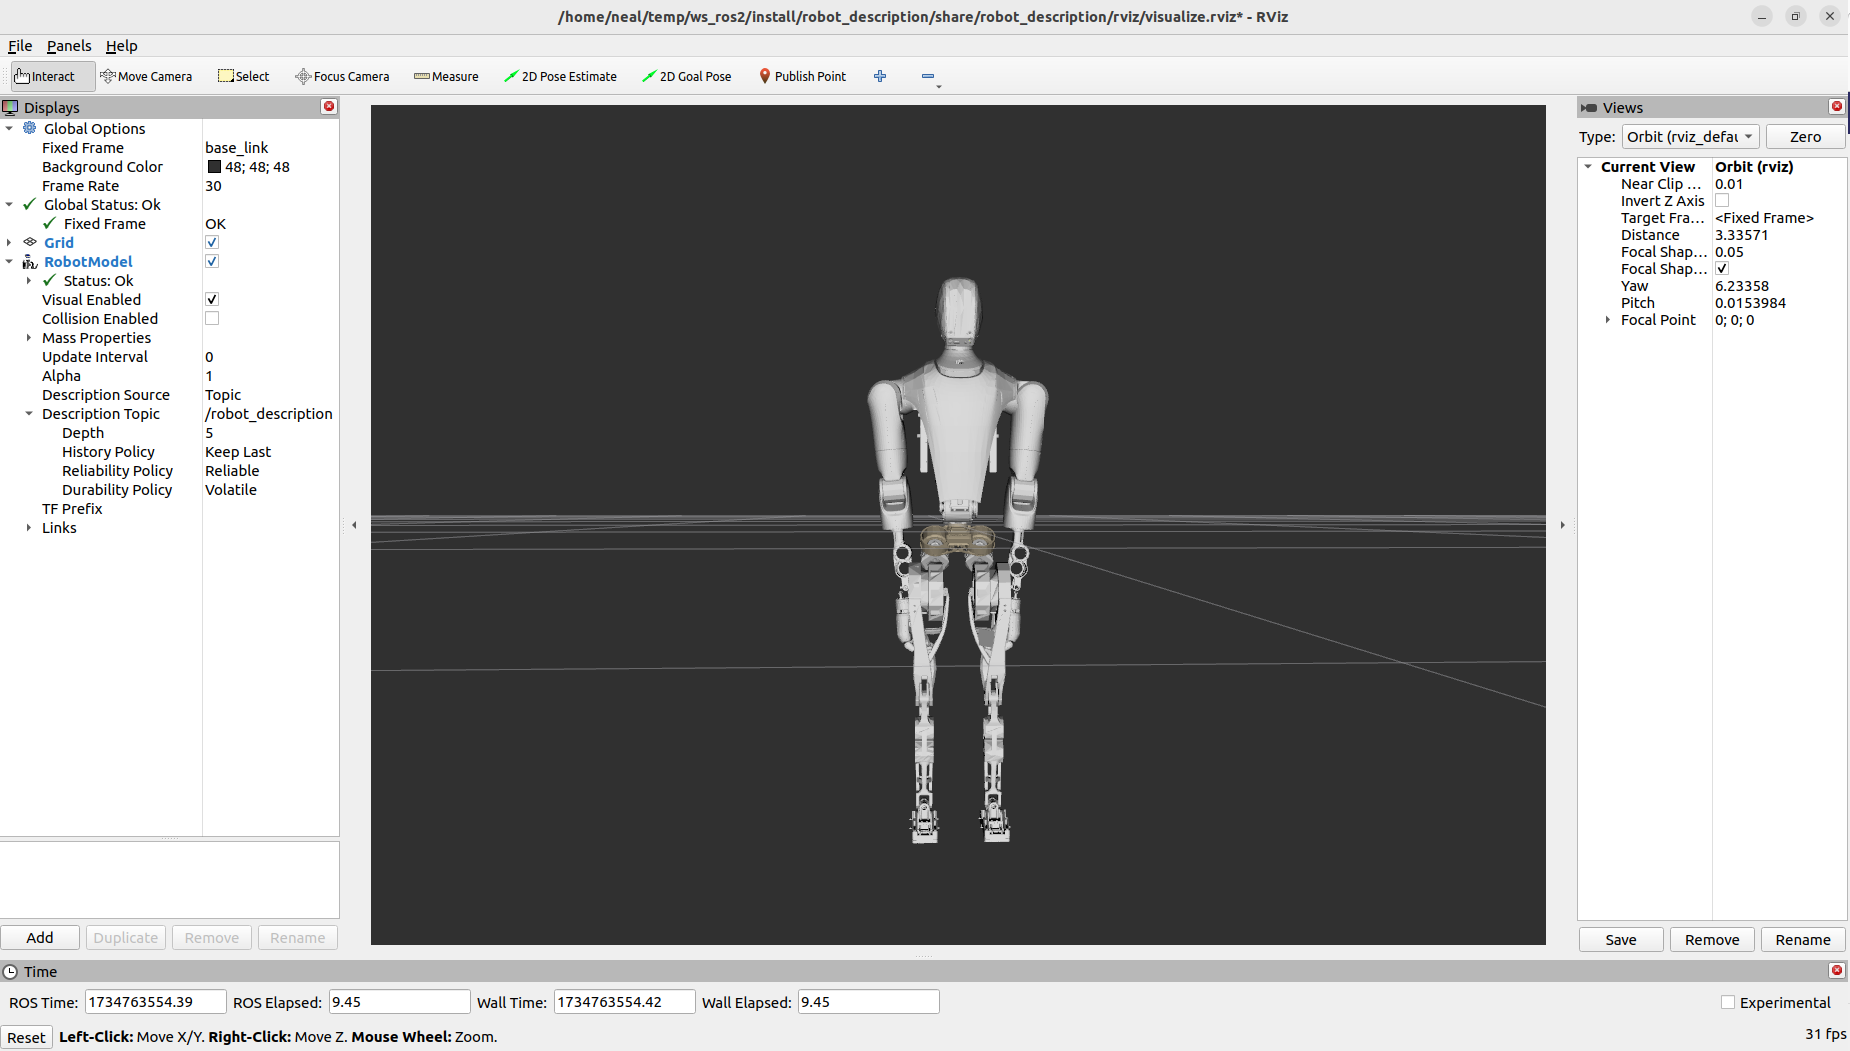 /home/neal/temp/ws_ros2/install/robot_description/share/robot_description/rviz/visualize.rviz* - RViz
File Panels Help
Interact Move Camera Select Focus Camera Measure 2D Pose Estimate 2D Goal Pose Publish Point
Displays
Global Options
Fixed Frame base_link
Background Color 48; 48; 48
Frame Rate 30
Global Status: Ok
Fixed Frame OK
Grid
RobotModel
Status: Ok
Visual Enabled
Collision Enabled
Mass Properties
Update Interval 0
Alpha 1
Description Source Topic
Description Topic /robot_description
Depth 5
History Policy Keep Last
Reliability Policy Reliable
Durability Policy Volatile
TF Prefix
Links
Add Duplicate Remove Rename
Views
Type: Orbit (rviz_defau Zero
Current View Orbit (rviz)
Near Clip ... 0.01
Invert Z Axis
Target Fra... <Fixed Frame>
Distance 3.33571
Focal Shap... 0.05
Focal Shap...
Yaw 6.23358
Pitch 0.0153984
Focal Point 0; 0; 0
Save Remove Rename
Time
ROS Time: 1734763554.39 ROS Elapsed: 9.45 Wall Time: 1734763554.42 Wall Elapsed: 9.45 Experimental
Reset Left-Click: Move X/Y. Right-Click: Move Z. Mouse Wheel: Zoom. 31 fps